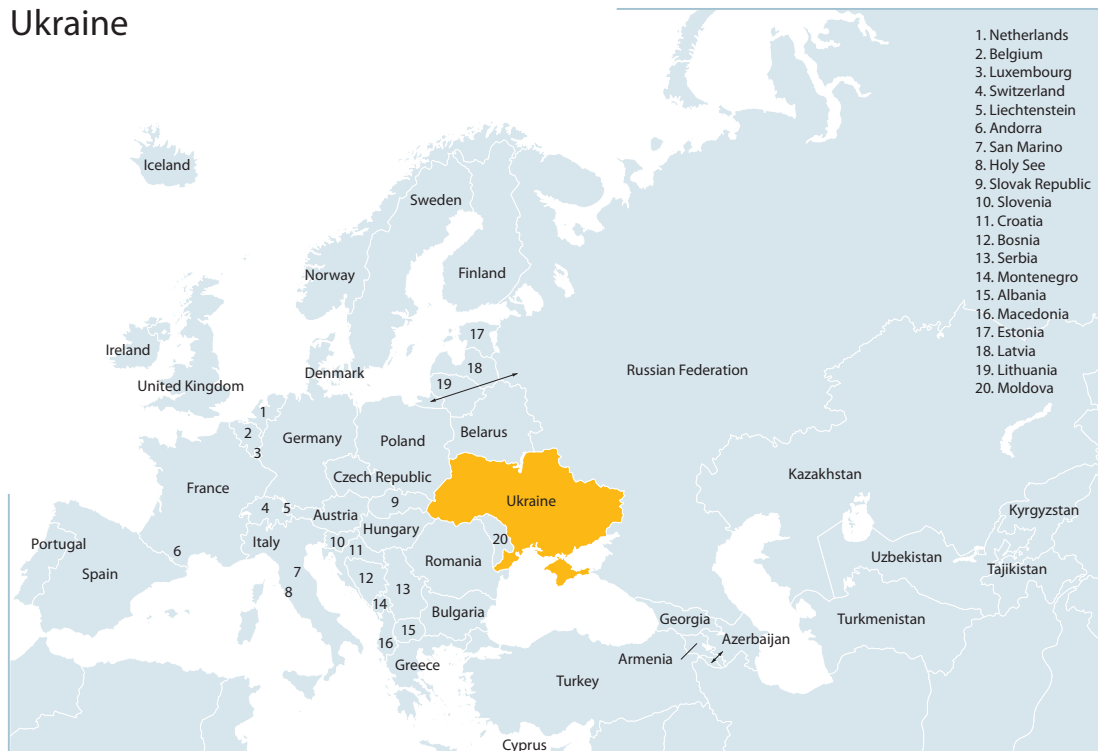 Ukraine
1. Netherlands
2. Belgium
3. Luxembourg
4. Switzerland
5. Liechtenstein
6. Andorra
7. San Marino
8. Holy See
9. Slovak Republic
10. Slovenia
11. Croatia
12. Bosnia
13. Serbia
14. Montenegro
15. Albania
16. Macedonia
17. Estonia
18. Latvia
19. Lithuania
20. Moldova
Iceland
Sweden
Norway
Finland
17
Ireland
18
Denmark
Russian Federation
United Kingdom
19
1
2
Germany
Poland
Belarus
3
Czech Republic
Kazakhstan
France
9
Ukraine
4
5
Austria
Kyrgyzstan
Hungary
Portugal
Italy
10
20
6
11
Romania
Uzbekistan
Tajikistan
Spain
7
12
8
13
14
Bulgaria
Georgia
Turkmenistan
15
Azerbaijan
16
Armenia
Greece
Turkey
Cyprus